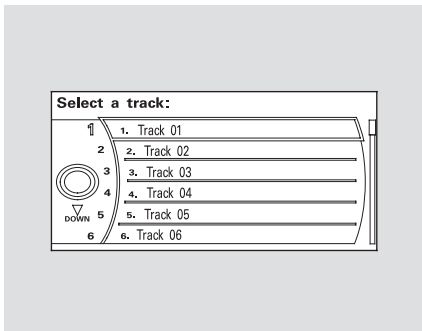 Select a track:
1 1. Track 01
2 2. Track 02
3 3. Track 03
4 4. Track 04
DOWN 5 5. Track 05
6 6. Track 06